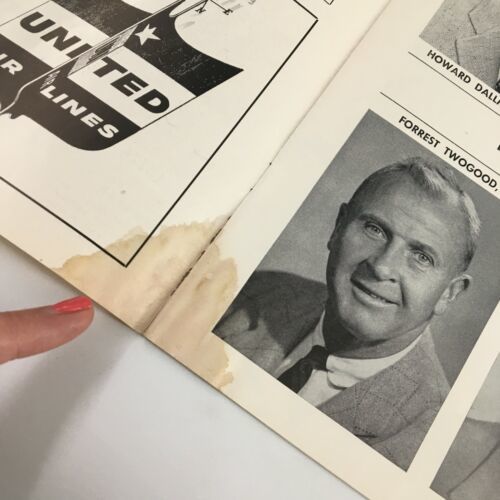 UNITED
AIR LINES
N
E
HOWARD DALL
FORREST TWOGOOD,